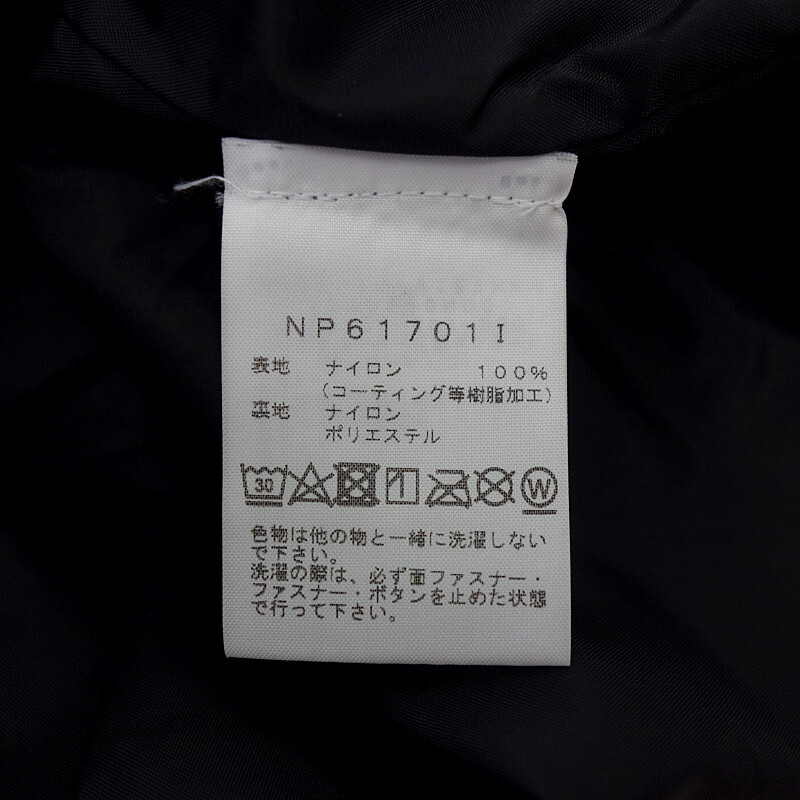 NP61701I
表地 ナイロン 100%
(コーティング等樹脂加工)
裏地 ナイロン
ポリエステル
30 W
色物は他の物と一緒に洗濯しない
で下さい。
洗濯の際は、必ず面ファスナー・
ファスナー・ボタンを止めた状態
で行って下さい。